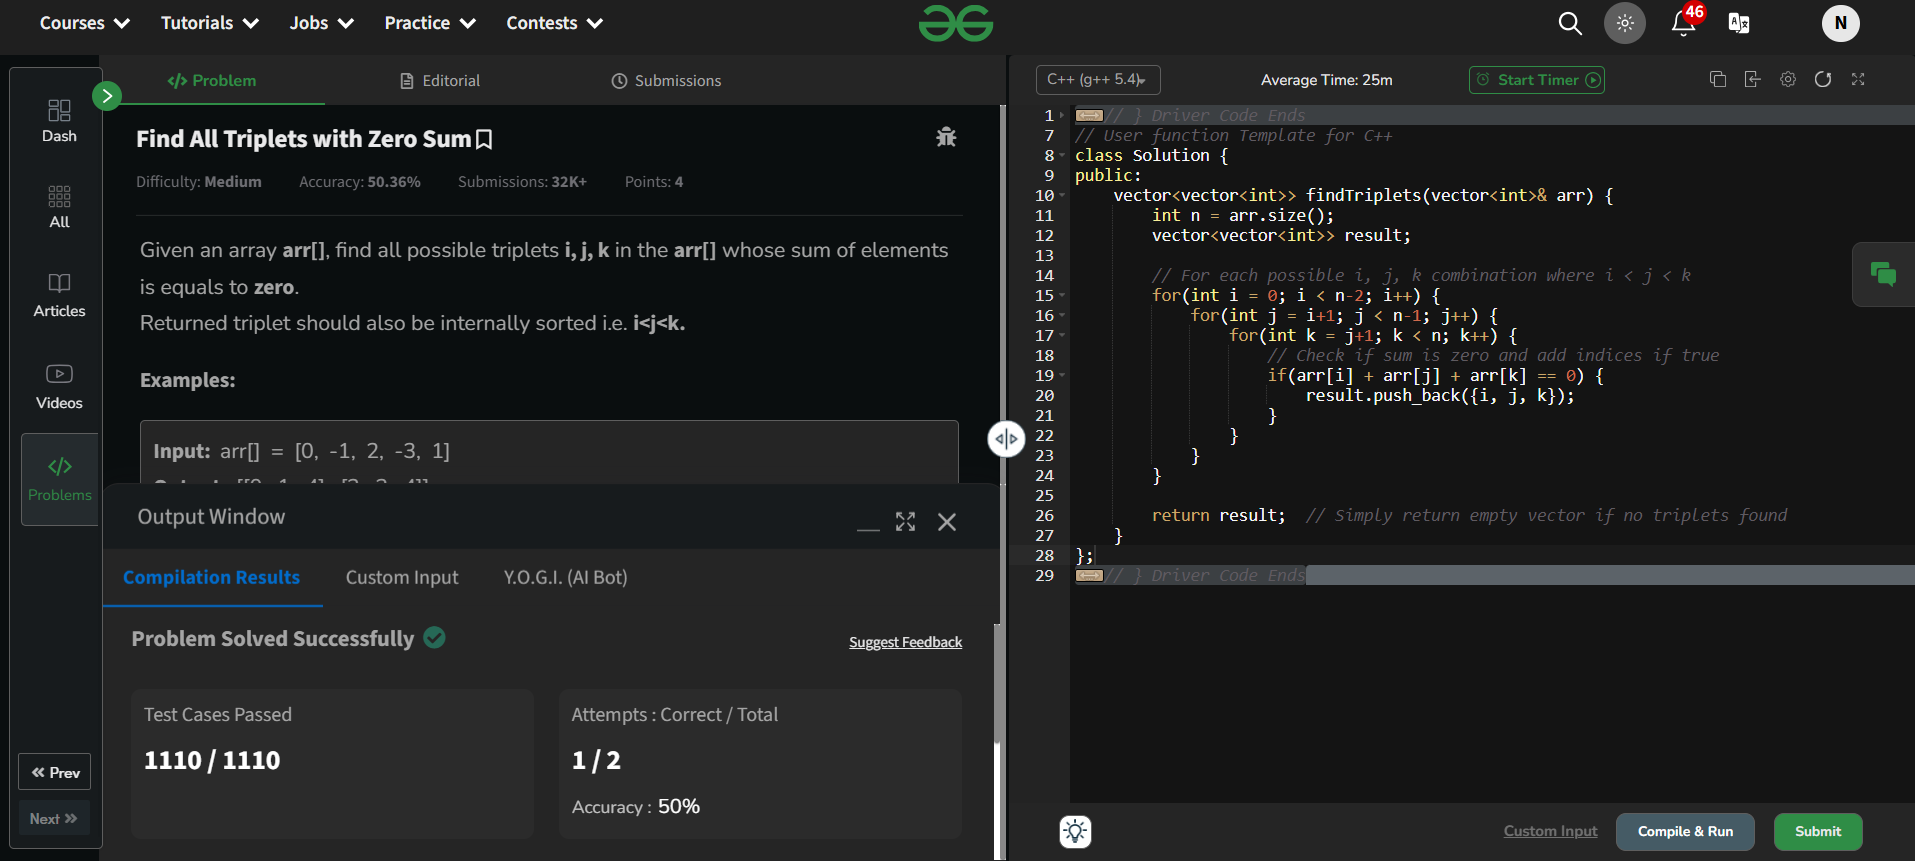 Courses Tutorials Jobs Practice Contests
46
N
Dash
All
Articles
Videos
</> Problems
Prev
Next
</> Problem Editorial Submissions
Find All Triplets with Zero Sum
Difficulty: Medium Accuracy: 50.36% Submissions: 32K+ Points: 4
Given an array arr[], find all possible triplets i, j, k in the arr[] whose sum of elements
is equals to zero.
Returned triplet should also be internally sorted i.e. i<j<k.
Examples:
Input: arr[] = [0, -1, 2, -3, 1]
Output Window
Compilation Results Custom Input Y.O.G.I. (AI Bot)
Problem Solved Successfully
Suggest Feedback
Test Cases Passed
1110 / 1110
Attempts : Correct / Total
1 / 2
Accuracy : 50%
C++ (g++ 5.4) Average Time: 25m Start Timer
1 // } Driver Code Ends
7 // User function Template for C++
8 class Solution {
9 public:
10 vector<vector<int>> findTriplets(vector<int>& arr) {
11 int n = arr.size();
12 vector<vector<int>> result;
13
14 // For each possible i, j, k combination where i < j < k
15 for(int i = 0; i < n-2; i++) {
16 for(int j = i+1; j < n-1; j++) {
17 for(int k = j+1; k < n; k++) {
18 // Check if sum is zero and add indices if true
19 if(arr[i] + arr[j] + arr[k] == 0) {
20 result.push_back({i, j, k});
21 }
22 }
23 }
24 }
25
26 return result; // Simply return empty vector if no triplets found
27 }
28 };
29 // } Driver Code Ends
Custom Input Compile & Run Submit